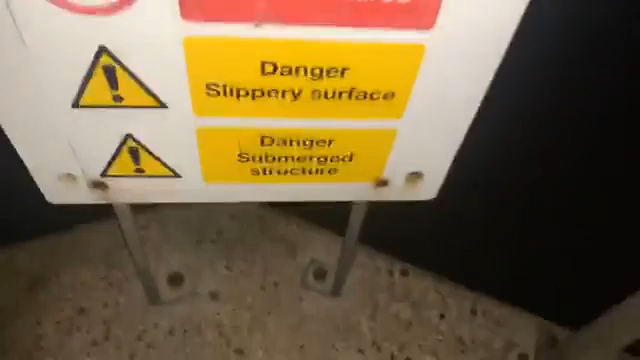 Danger
Slippery surface
Danger
Submerged
structure